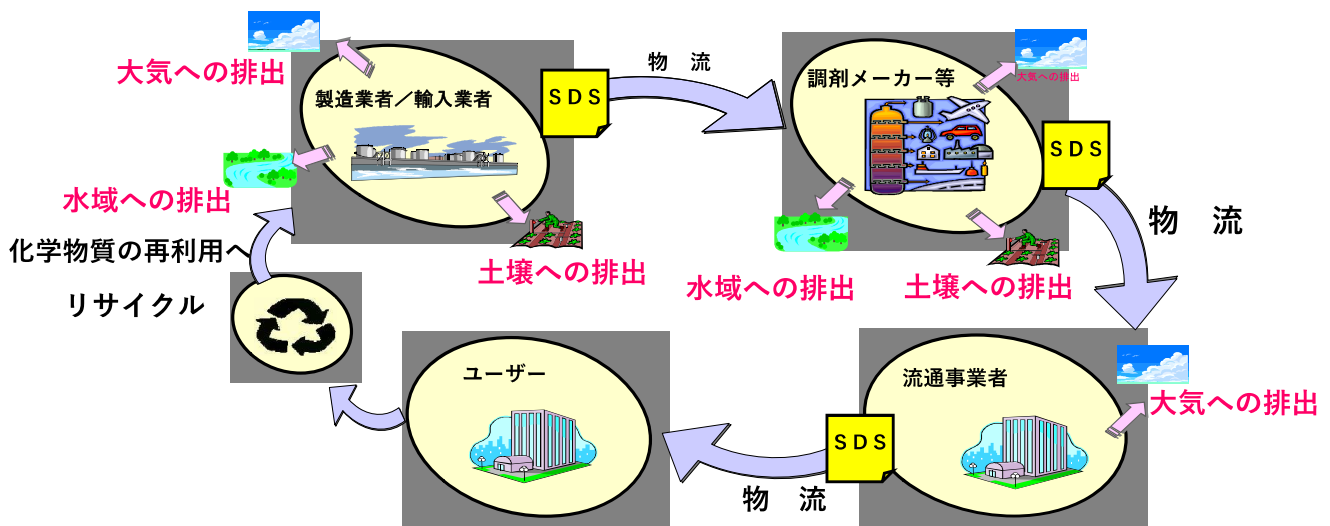 大気への排出
製造業者／輸入業者
SDS
水域への排出
土壌への排出
物　流
調剤メーカー等
大気への排出
SDS
水域への排出
土壌への排出
物　流
化学物質の再利用へ
リサイクル
ユーザー
流通事業者
大気への排出
SDS
物　流